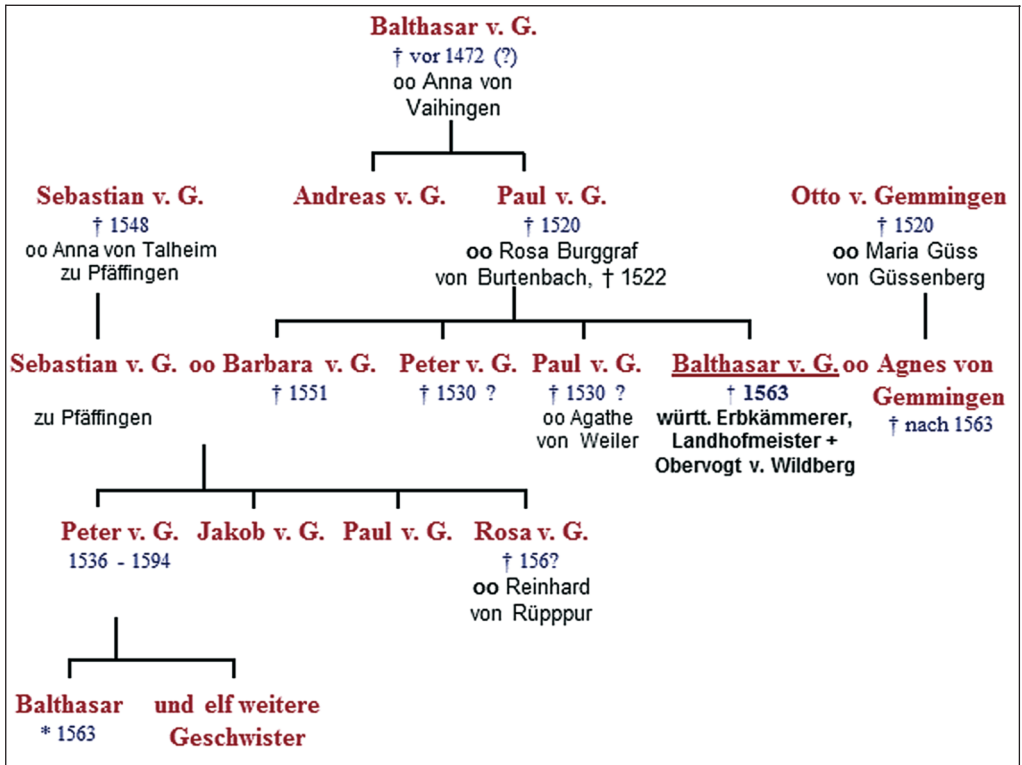 Balthasar v. G.
† vor 1472 (?)
oo Anna von
Vaihingen
Sebastian v. G.
† 1548
oo Anna von Talheim
zu Pfäffingen
Andreas v. G.
Paul v. G.
† 1520
oo Rosa Burggraf
von Burtenbach, † 1522
Otto v. Gemmingen
† 1520
oo Maria Güss
von Güssenberg
Sebastian v. G. oo Barbara v. G.
zu Pfäffingen
† 1551
Peter v. G.
† 1530 ?
Paul v. G.
† 1530 ?
oo Agathe
von Weiler
Balthasar v. G. oo Agnes von
Gemmingen
† nach 1563
† 1563
württ. Erbkämmerer,
Landhofmeister +
Obervogt v. Wildberg
Peter v. G.
1536 - 1594
Jakob v. G.
Paul v. G.
Rosa v. G.
† 156?
oo Reinhard
von Rüpppur
Balthasar
* 1563
und elf weitere
Geschwister